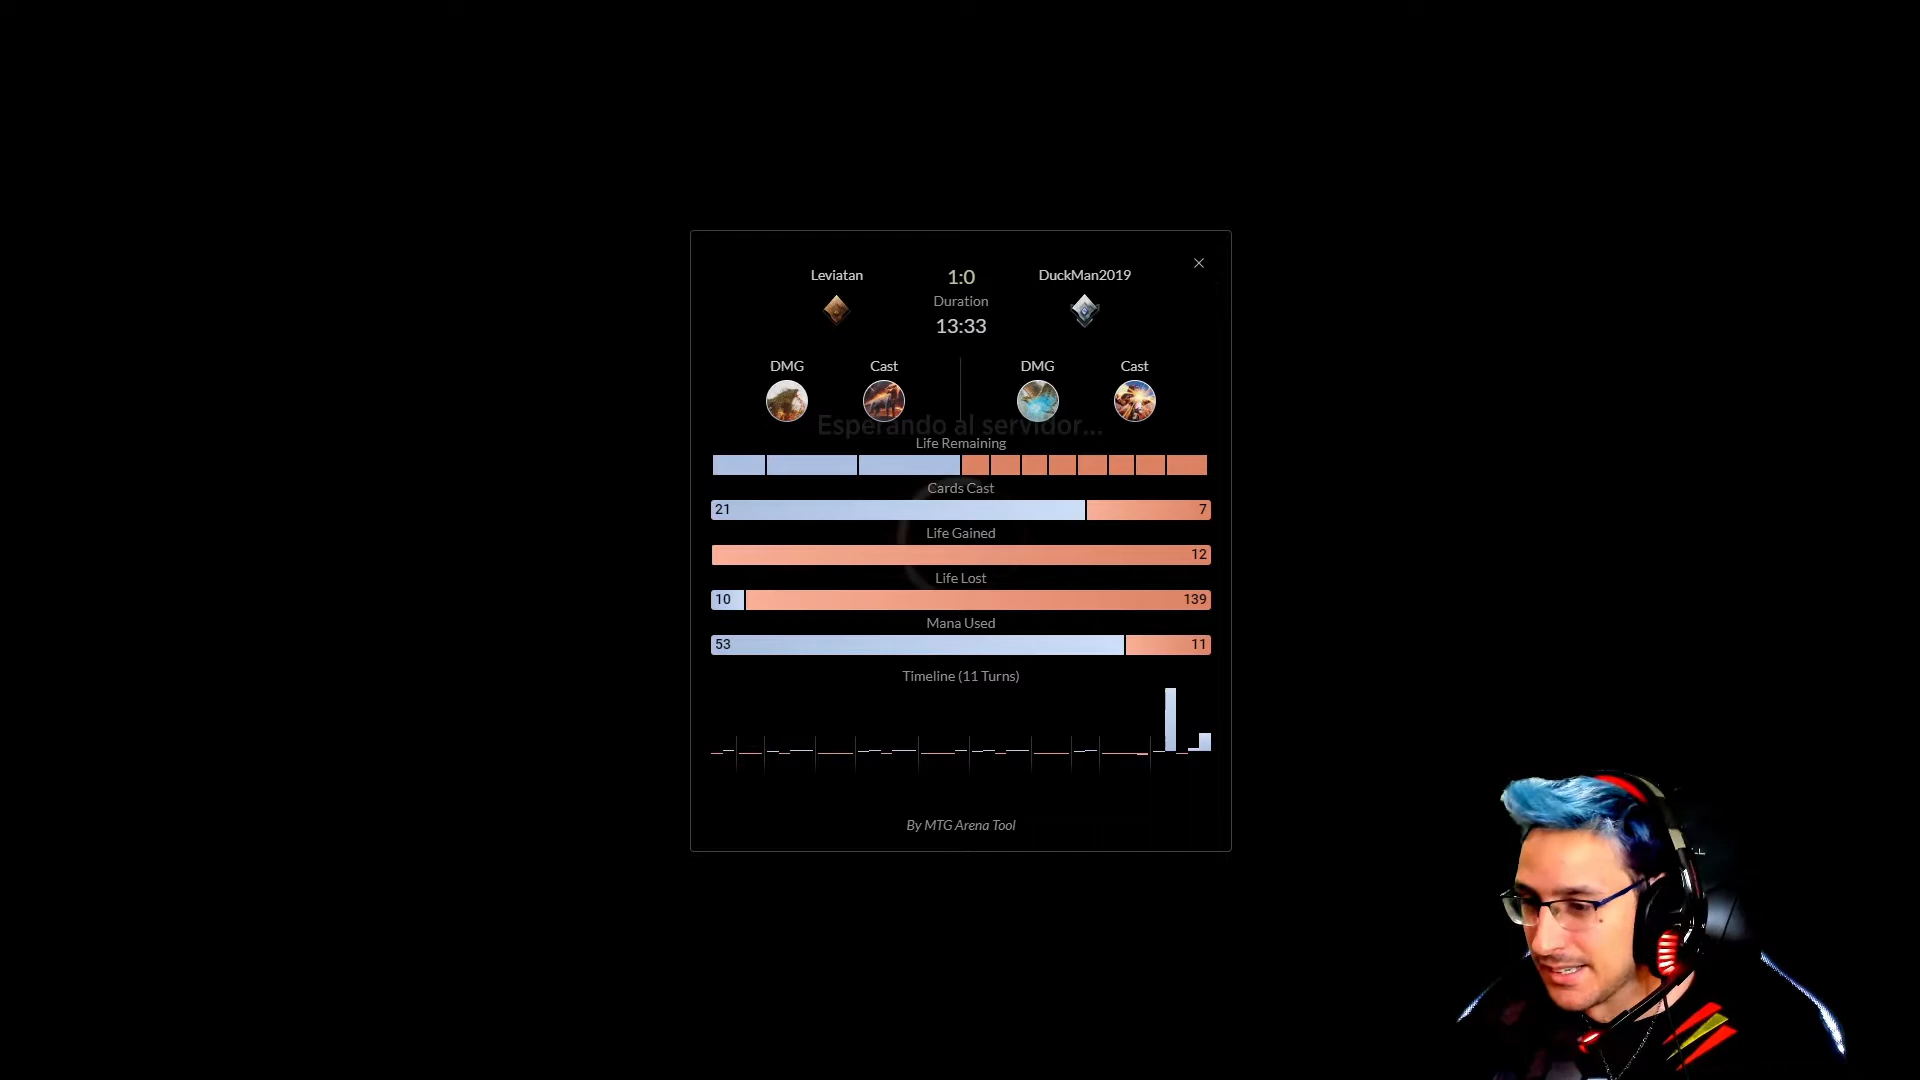 Leviatan
1:0
DuckMan2019
Duration
13:33
DMG
Cast
DMG
Cast
Esperando al servidor...
Life Remaining
Cards Cast
21
7
Life Gained
12
Life Lost
10
139
Mana Used
53
11
Timeline (11 Turns)
By MTG Arena Tool